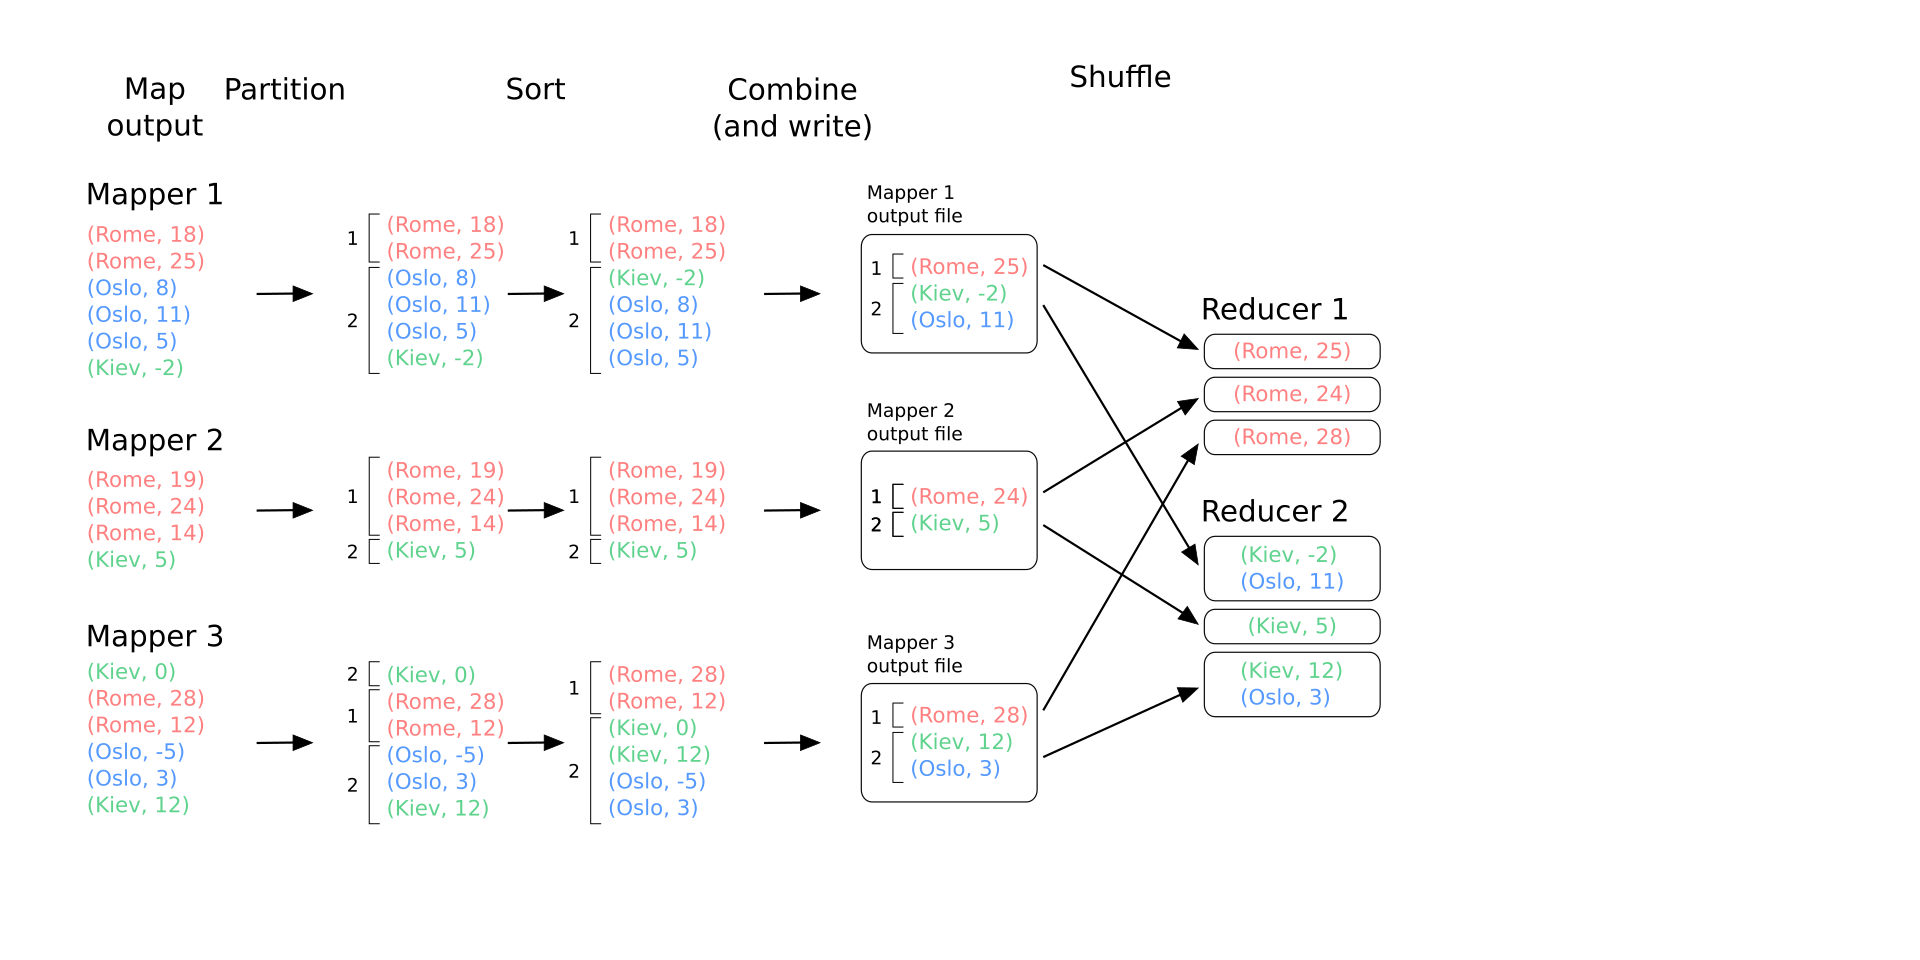 Map
output
Partition
Sort
Combine
(and write)
Shuffle
Mapper 1
(Rome, 18)
(Rome, 25)
(Oslo, 8)
(Oslo, 11)
(Oslo, 5)
(Kiev, -2)
1
(Rome, 18)
(Rome, 25)
2
(Oslo, 8)
(Oslo, 11)
(Oslo, 5)
(Kiev, -2)
1
(Rome, 18)
(Rome, 25)
2
(Kiev, -2)
(Oslo, 8)
(Oslo, 11)
(Oslo, 5)
Mapper 1
output file
1
(Rome, 25)
2
(Kiev, -2)
(Oslo, 11)
Mapper 2
(Rome, 19)
(Rome, 24)
(Rome, 14)
(Kiev, 5)
1
(Rome, 19)
(Rome, 24)
(Rome, 14)
2
(Kiev, 5)
1
(Rome, 19)
(Rome, 24)
(Rome, 14)
2
(Kiev, 5)
Mapper 2
output file
1
(Rome, 24)
2
(Kiev, 5)
Mapper 3
(Kiev, 0)
(Rome, 28)
(Rome, 12)
(Oslo, -5)
(Oslo, 3)
(Kiev, 12)
2
(Kiev, 0)
1
(Rome, 28)
(Rome, 12)
2
(Oslo, -5)
(Oslo, 3)
(Kiev, 12)
1
(Rome, 28)
(Rome, 12)
2
(Kiev, 0)
(Kiev, 12)
(Oslo, -5)
(Oslo, 3)
Mapper 3
output file
1
(Rome, 28)
2
(Kiev, 12)
(Oslo, 3)
Reducer 1
(Rome, 25)
(Rome, 24)
(Rome, 28)
Reducer 2
(Kiev, -2)
(Oslo, 11)
(Kiev, 5)
(Kiev, 12)
(Oslo, 3)